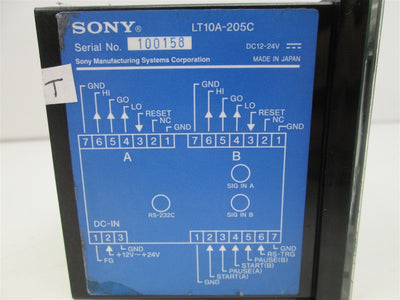 SONY LT10A-205C
Serial No. 100158 DC12-24V
Sony Manufacturing Systems Corporation MADE IN JAPAN
T
GND GND
HI HI
GO GO
LO LO
RESET RESET
NC NC
GND GND
7 6 5 4 3 2 1 7 6 5 4 3 2 1
A B
SIG IN A
RS-232C SIG IN B
DC-IN
1 2 3 1 2 3 4 5 6 7
GND GND
+12V~+24V RS-TRG
FG PAUSE(B)
START(B)
PAUSE(A)
START(A)
GND